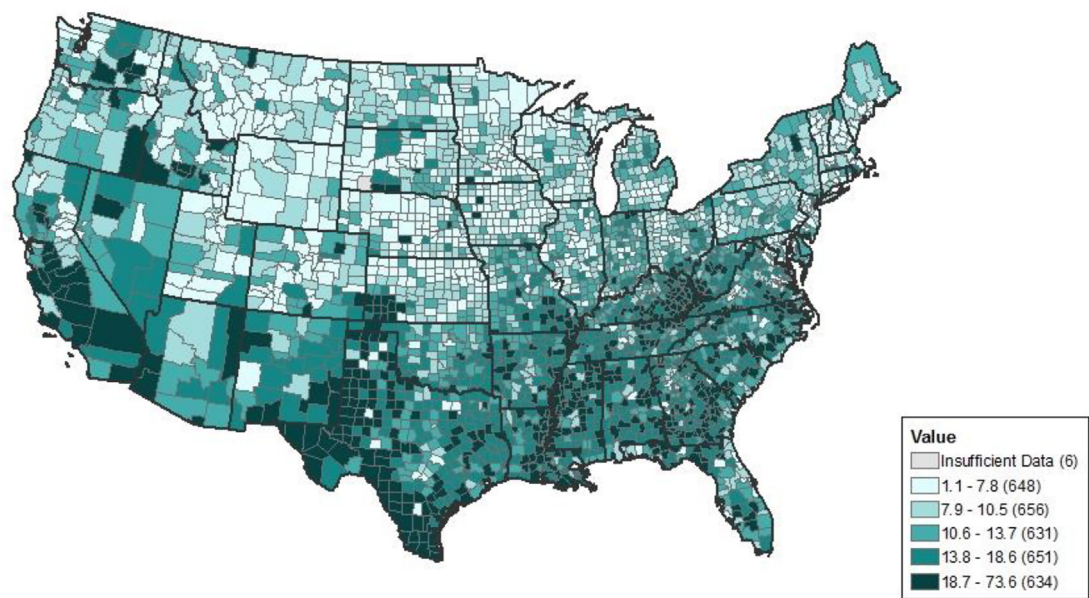 Value
Insufficient Data (6)
1.1 - 7.8 (648)
7.9 - 10.5 (656)
10.6 - 13.7 (631)
13.8 - 18.6 (651)
18.7 - 73.6 (634)